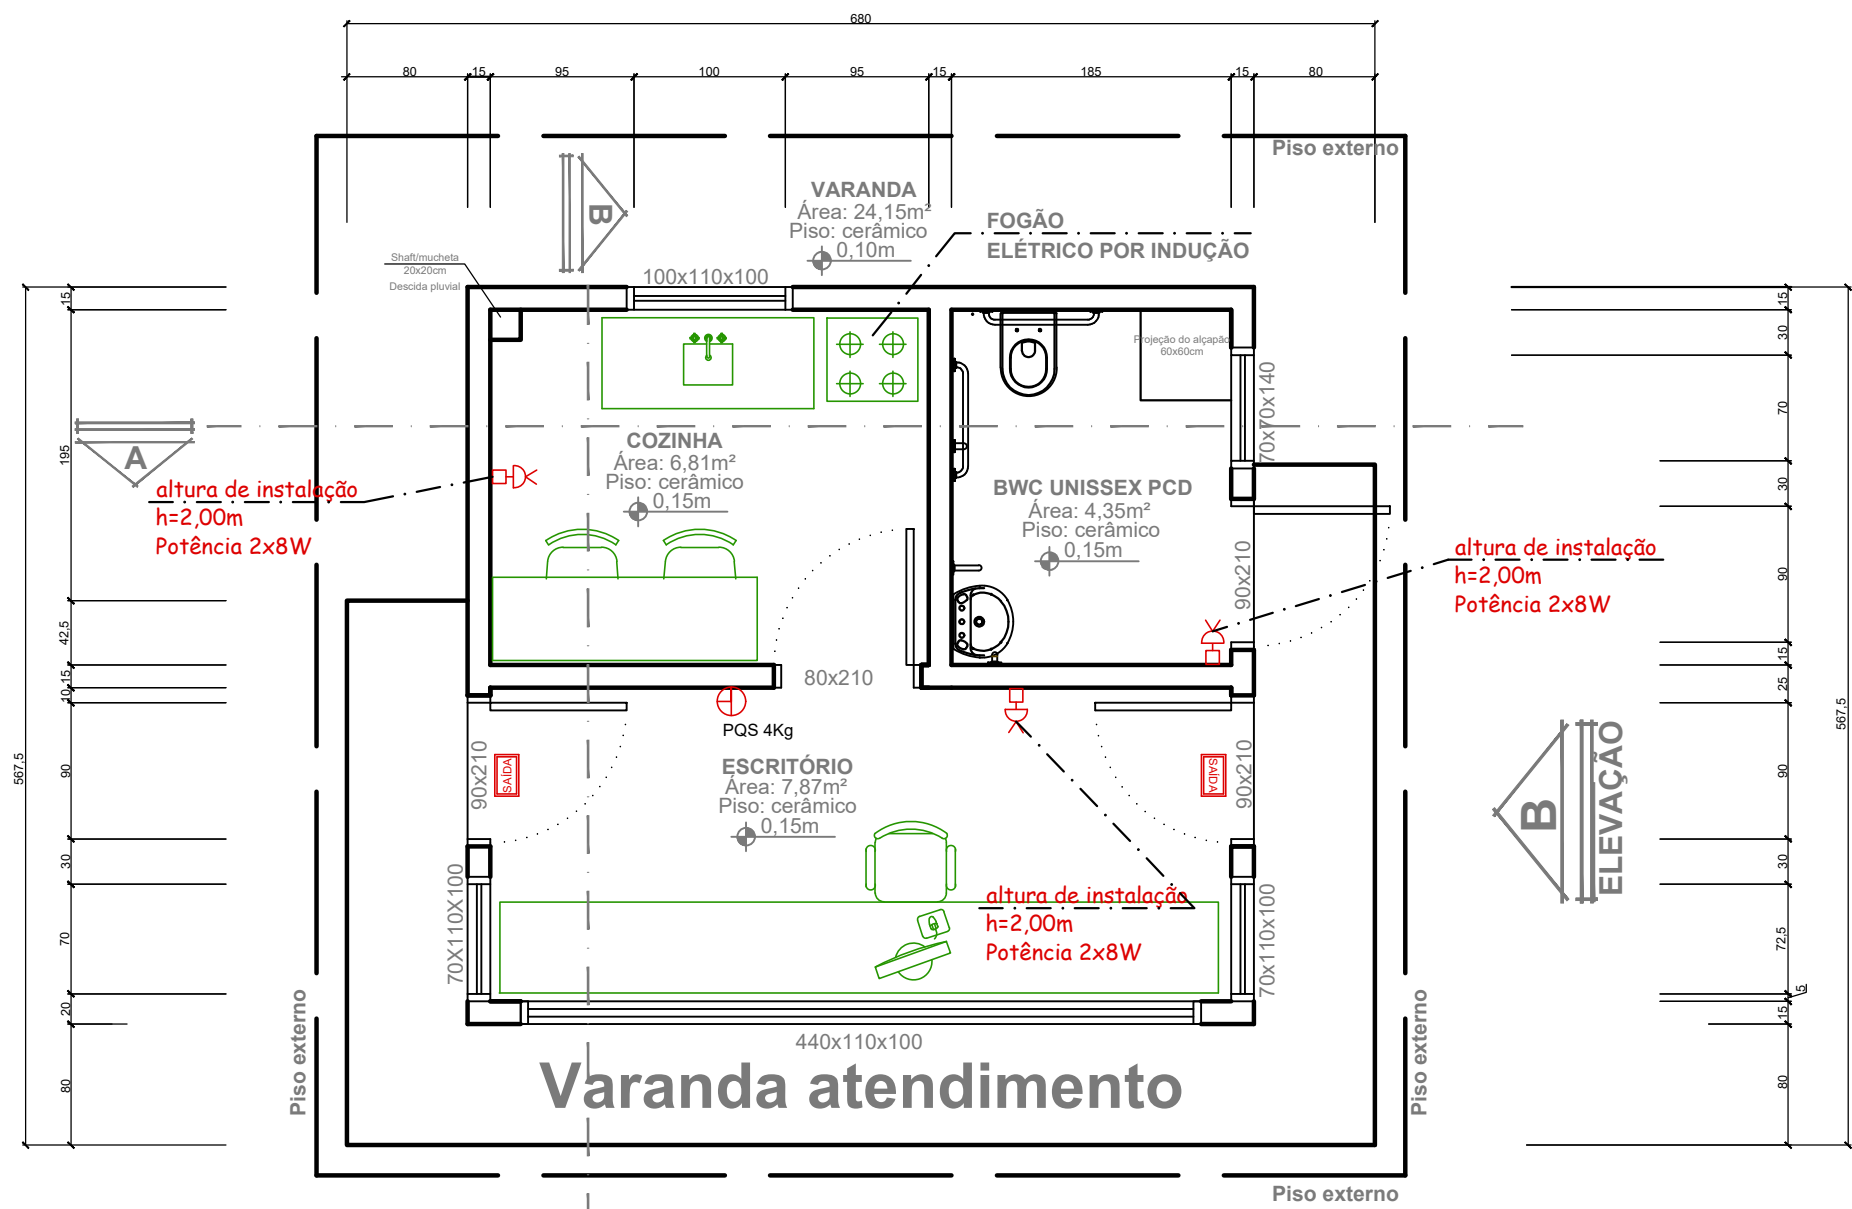 680
80
15
95
100
95
15
185
15
80
Piso externo
VARANDA
Área: 24,15m²
Piso: cerâmico
0,10m
B
FOGÃO
ELÉTRICO POR INDUÇÃO
Shaft/mucheta
20x20cm
Descida pluvial
100x110x100
Projeção do alçapão
60x60cm
70x70x140
A
COZINHA
Área: 6,81m²
Piso: cerâmico
0,15m
BWC UNISSEX PCD
Área: 4,35m²
Piso: cerâmico
0,15m
altura de instalação
h=2,00m
Potência 2x8W
altura de instalação
h=2,00m
Potência 2x8W
90x210
80x210
PQS 4Kg
90x210
SAÍDA
ESCRITÓRIO
Área: 7,87m²
Piso: cerâmico
0,15m
SAÍDA
90x210
B
ELEVAÇÃO
altura de instalação
h=2,00m
Potência 2x8W
70X110X100
70x110x100
440x110x100
Varanda atendimento
Piso externo
Piso externo
Piso externo
15
195
42,5
15
10
90
30
70
20
80
567,5
15
30
70
30
90
15
25
90
30
72,5
5
15
80
567,5